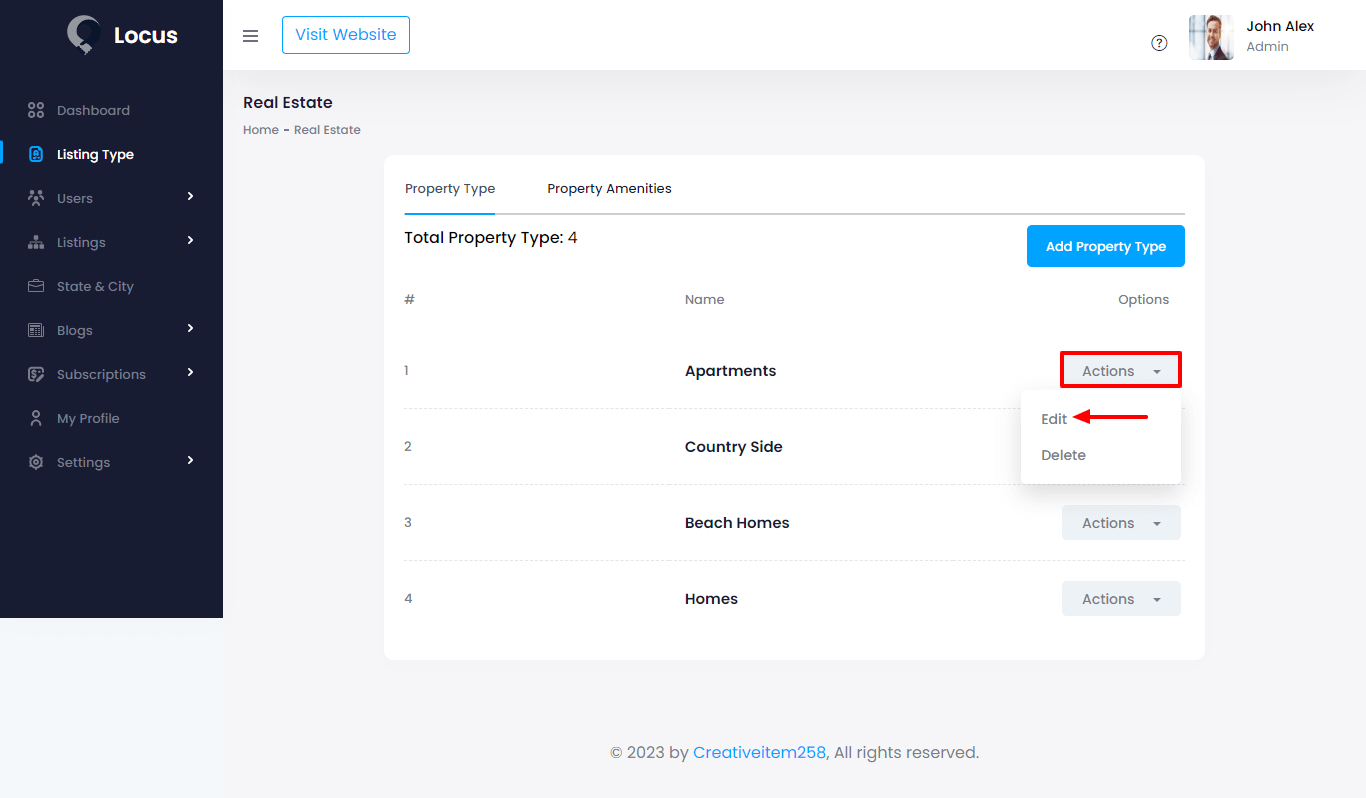 Locus
Visit Website
John Alex
Admin
Dashboard
Listing Type
Users
Listings
State & City
Blogs
Subscriptions
My Profile
Settings
Real Estate
Home - Real Estate
Property Type Property Amenities
Total Property Type: 4
Add Property Type
# Name Options
1 Apartments Actions
Edit
Delete
2 Country Side
3 Beach Homes Actions
4 Homes Actions
© 2023 by Creativeitem258, All rights reserved.